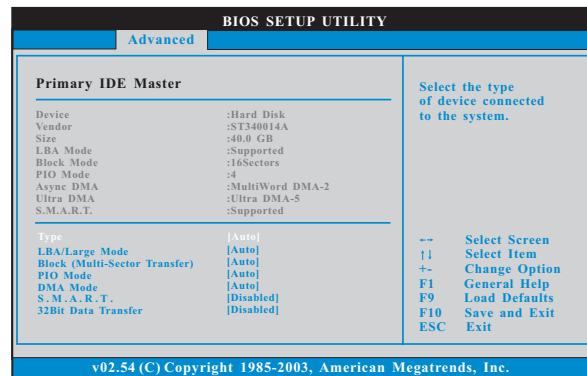 BIOS SETUP UTILITY
Advanced
Primary IDE Master
Device :Hard Disk
Vendor :ST340014A
Size :40.0 GB
LBA Mode :Supported
Block Mode :16Sectors
PIO Mode :4
Async DMA :MultiWord DMA-2
Ultra DMA :Ultra DMA-5
S.M.A.R.T. :Supported
Type [Auto]
LBA/Large Mode [Auto]
Block (Multi-Sector Transfer) [Auto]
PIO Mode [Auto]
DMA Mode [Auto]
S.M.A.R.T. [Disabled]
32Bit Data Transfer [Disabled]
Select the type
of device connected
to the system.
←→ Select Screen
↑↓ Select Item
+- Change Option
F1 General Help
F9 Load Defaults
F10 Save and Exit
ESC Exit
v02.54 (C) Copyright 1985-2003, American Megatrends, Inc.